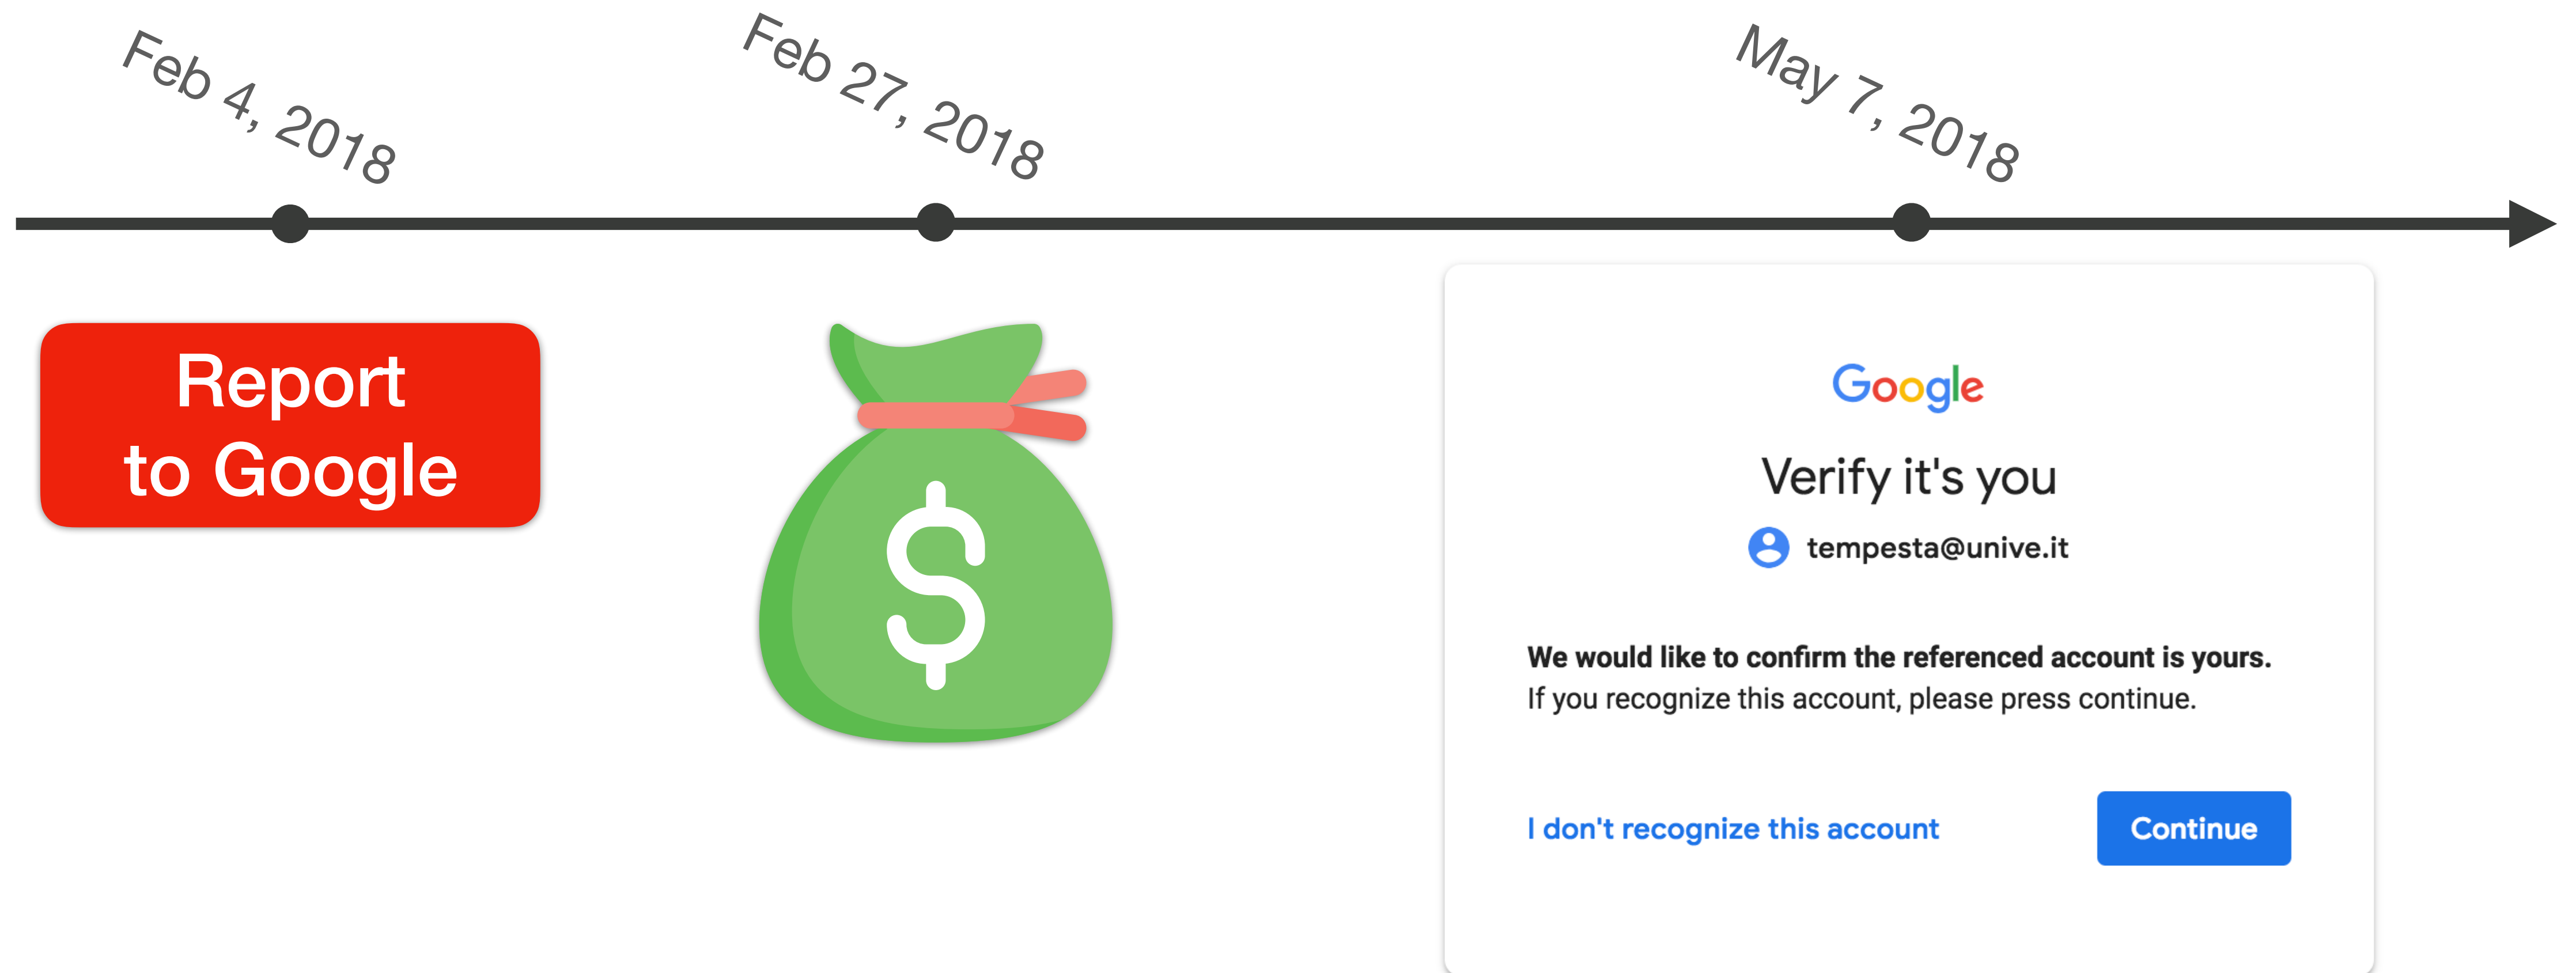 Feb 4, 2018
Feb 27, 2018
May 7, 2018
Report
to Google
$
Google
Verify it's you
tempesta@unive.it
We would like to confirm the referenced account is yours.
If you recognize this account, please press continue.
I don't recognize this account
Continue